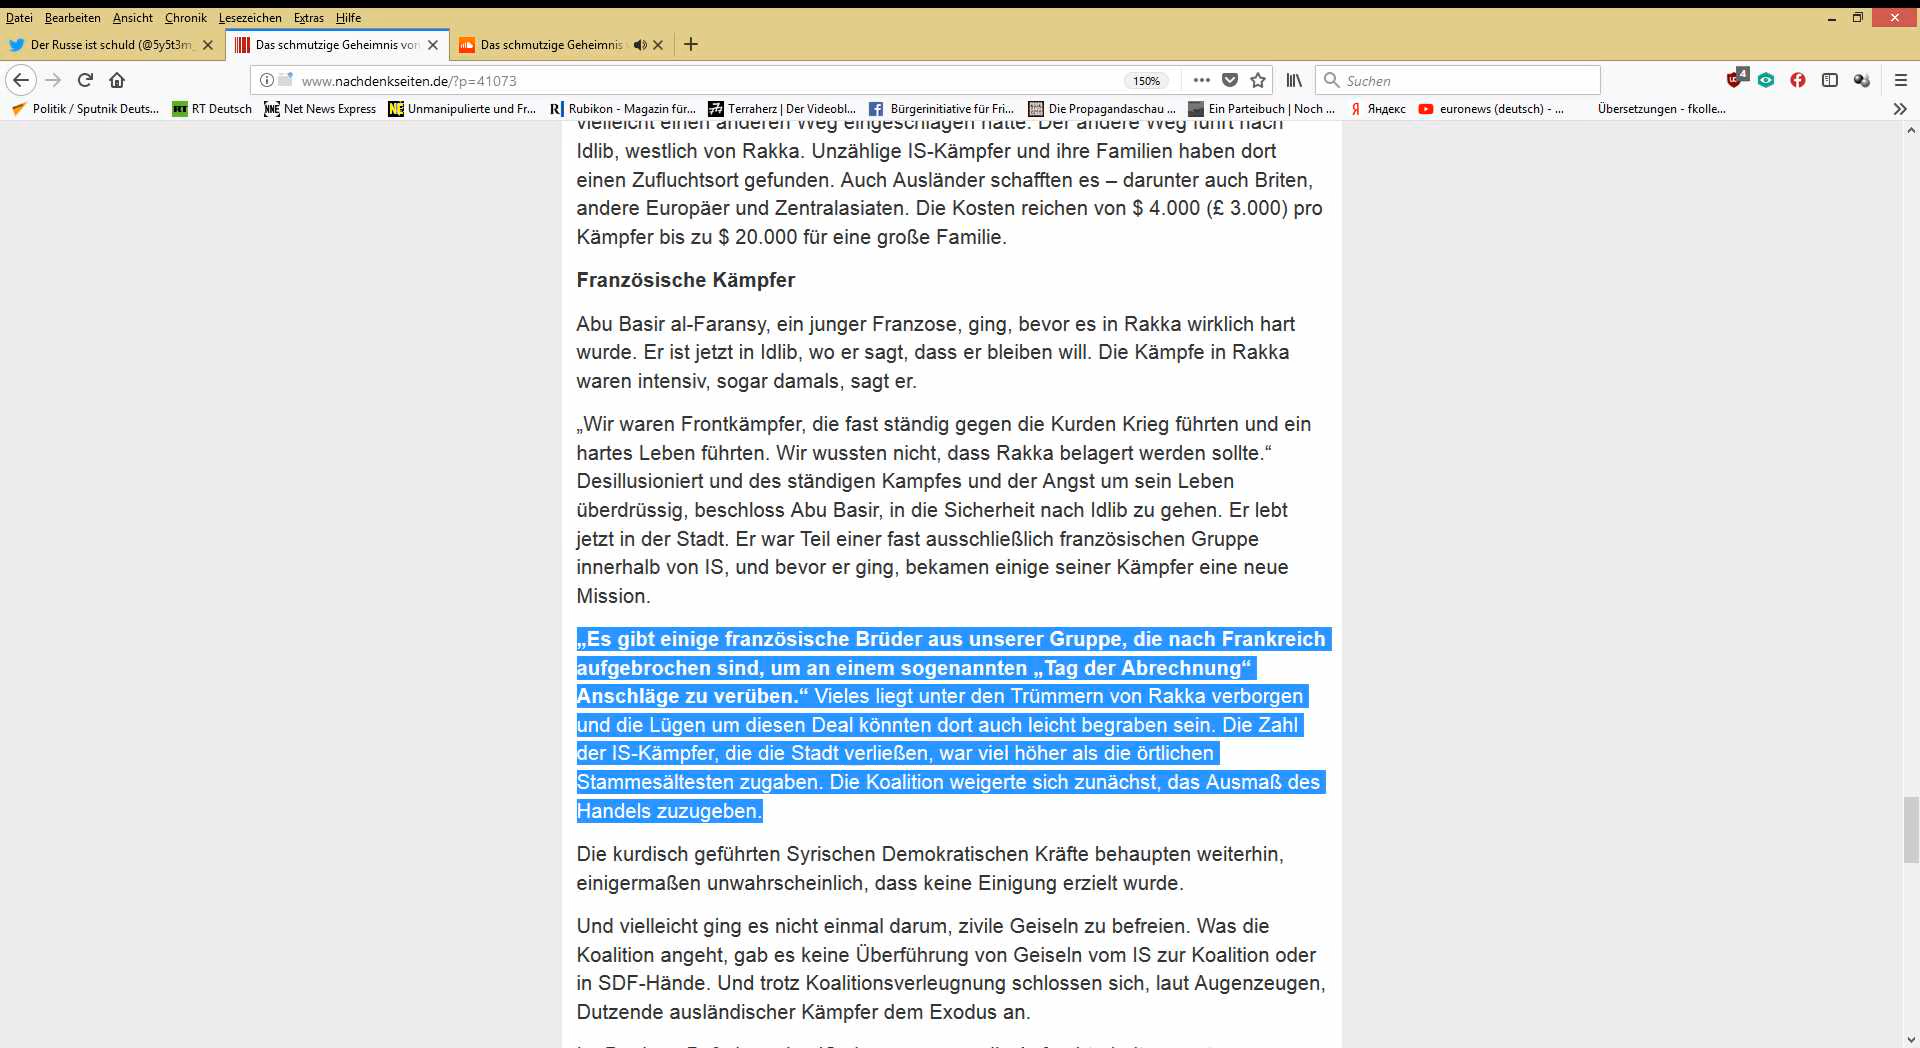 Datei Bearbeiten Ansicht Chronik Lesezeichen Extras Hilfe
Der Russe ist schuld (@5y5t3m Das schmutzige Geheimnis von Das schmutzige Geheimnis
www.nachdenkseiten.de/?p=41073 150% Suchen 4
Politik / Sputnik Deuts... RT Deutsch Net News Express Unmanipulierte und Fr... Rubikon - Magazin für... Terraherz | Der Videobl... Bürgerinitiative für Fri... Die Propagandaschau ... Ein Parteibuch | Noch ... Яндекс euronews (deutsch) - ... Übersetzungen - fkolle...
vielleicht einen anderen Weg eingeschlagen hätte. Der andere Weg führt nach
Idlib, westlich von Rakka. Unzählige IS-Kämpfer und ihre Familien haben dort
einen Zufluchtsort gefunden. Auch Ausländer schafften es – darunter auch Briten,
andere Europäer und Zentralasiaten. Die Kosten reichen von $ 4.000 (£ 3.000) pro
Kämpfer bis zu $ 20.000 für eine große Familie.
Französische Kämpfer
Abu Basir al-Faransy, ein junger Franzose, ging, bevor es in Rakka wirklich hart
wurde. Er ist jetzt in Idlib, wo er sagt, dass er bleiben will. Die Kämpfe in Rakka
waren intensiv, sogar damals, sagt er.
„Wir waren Frontkämpfer, die fast ständig gegen die Kurden Krieg führten und ein
hartes Leben führten. Wir wussten nicht, dass Rakka belagert werden sollte.“
Desillusioniert und des ständigen Kampfes und der Angst um sein Leben
überdrüssig, beschloss Abu Basir, in die Sicherheit nach Idlib zu gehen. Er lebt
jetzt in der Stadt. Er war Teil einer fast ausschließlich französischen Gruppe
innerhalb von IS, und bevor er ging, bekamen einige seiner Kämpfer eine neue
Mission.
„Es gibt einige französische Brüder aus unserer Gruppe, die nach Frankreich
aufgebrochen sind, um an einem sogenannten „Tag der Abrechnung“
Anschläge zu verüben.“ Vieles liegt unter den Trümmern von Rakka verborgen
und die Lügen um diesen Deal könnten dort auch leicht begraben sein. Die Zahl
der IS-Kämpfer, die die Stadt verließen, war viel höher als die örtlichen
Stammesältesten zugaben. Die Koalition weigerte sich zunächst, das Ausmaß des
Handels zuzugeben.
Die kurdisch geführten Syrischen Demokratischen Kräfte behaupten weiterhin,
einigermaßen unwahrscheinlich, dass keine Einigung erzielt wurde.
Und vielleicht ging es nicht einmal darum, zivile Geiseln zu befreien. Was die
Koalition angeht, gab es keine Überführung von Geiseln vom IS zur Koalition oder
in SDF-Hände. Und trotz Koalitionsverleugnung schlossen sich, laut Augenzeugen,
Dutzende ausländischer Kämpfer dem Exodus an.